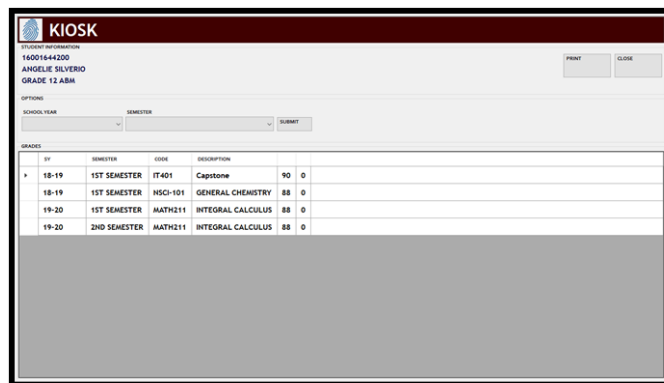 KIOSK
STUDENT INFORMATION
16001644200
ANGELIE SILVERIO
GRADE 12 ABM
PRINT
CLOSE
OPTIONS
SCHOOL YEAR
SEMESTER
SUBMIT
GRADES
SY SEMESTER CODE DESCRIPTION
18-19 1ST SEMESTER IT401 Capstone 90 0
18-19 1ST SEMESTER NSCI-101 GENERAL CHEMISTRY 88 0
19-20 1ST SEMESTER MATH211 INTEGRAL CALCULUS 88 0
19-20 2ND SEMESTER MATH211 INTEGRAL CALCULUS 88 0